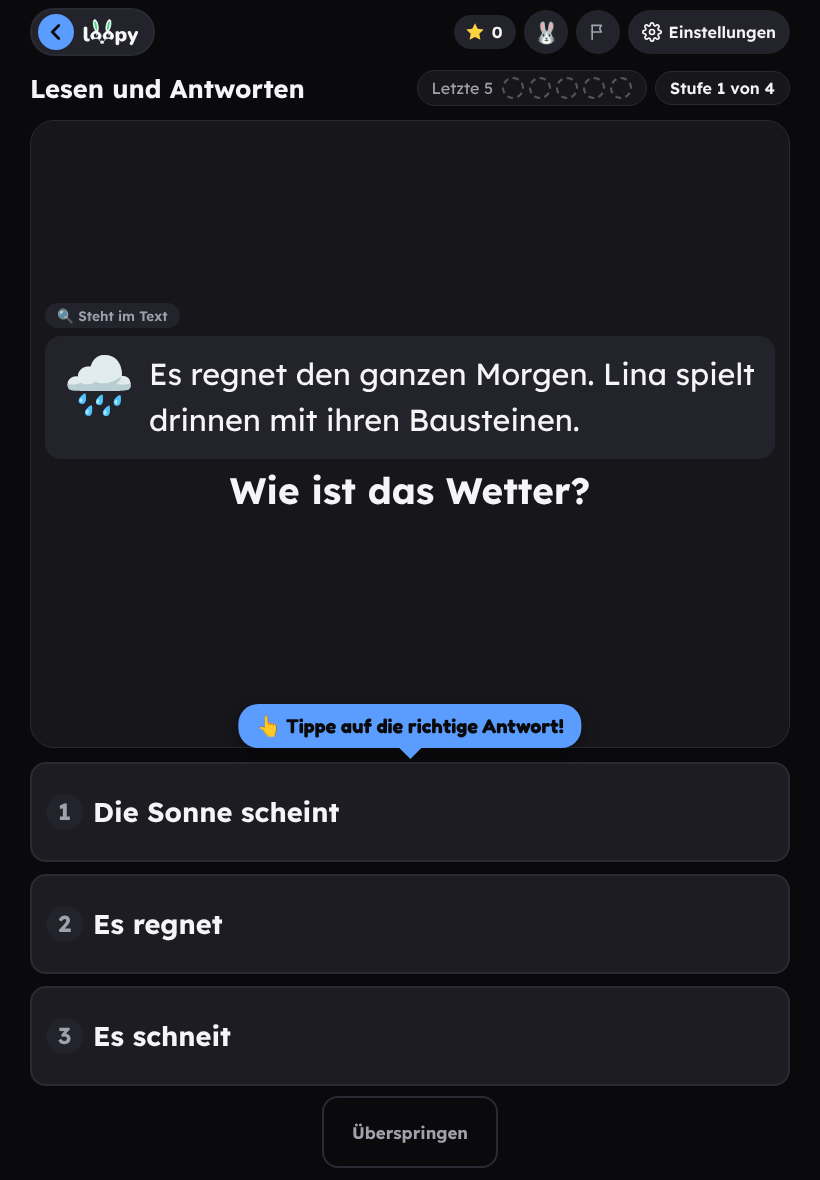 loopy
0
Einstellungen
Lesen und Antworten
Letzte 5
Stufe 1 von 4
Steht im Text
Es regnet den ganzen Morgen. Lina spielt
drinnen mit ihren Bausteinen.
Wie ist das Wetter?
Tippe auf die richtige Antwort!
1 Die Sonne scheint
2 Es regnet
3 Es schneit
Überspringen